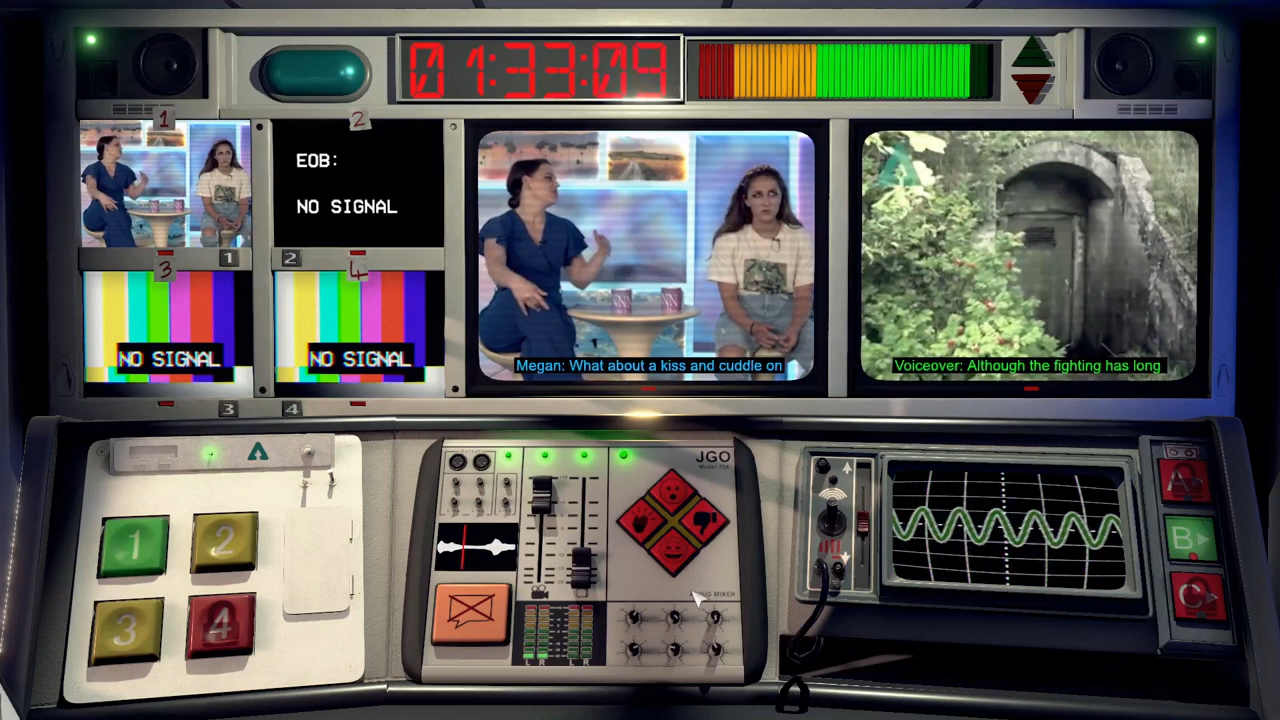 01:33:09
1
2
EOB:
NO SIGNAL
1
2
3
4
NO SIGNAL
NO SIGNAL
3
4
Megan: What about a kiss and cuddle on
Voiceover: Although the fighting has long
JGO
1
2
3
4
A
B
C